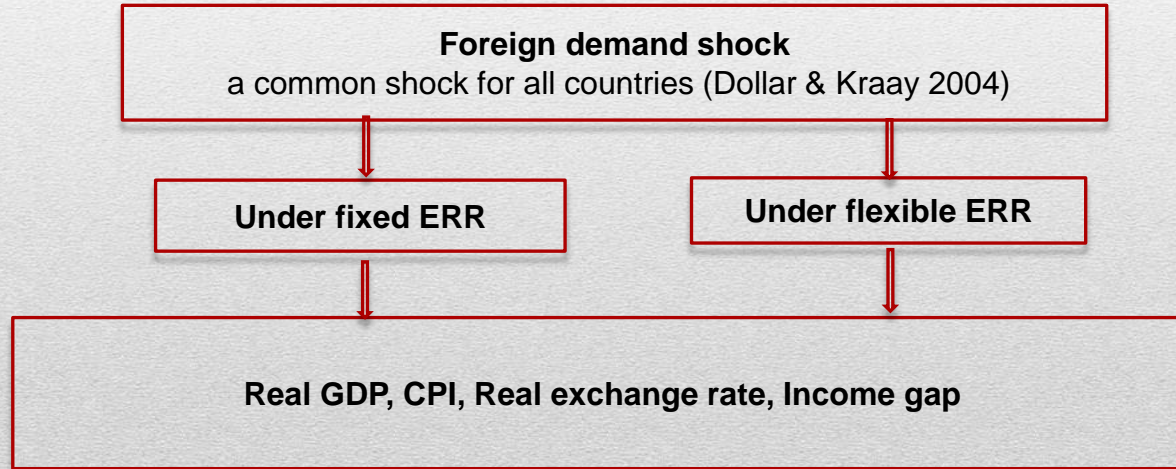 Foreign demand shock
a common shock for all countries (Dollar & Kraay 2004)
Under fixed ERR
Under flexible ERR
Real GDP, CPI, Real exchange rate, Income gap